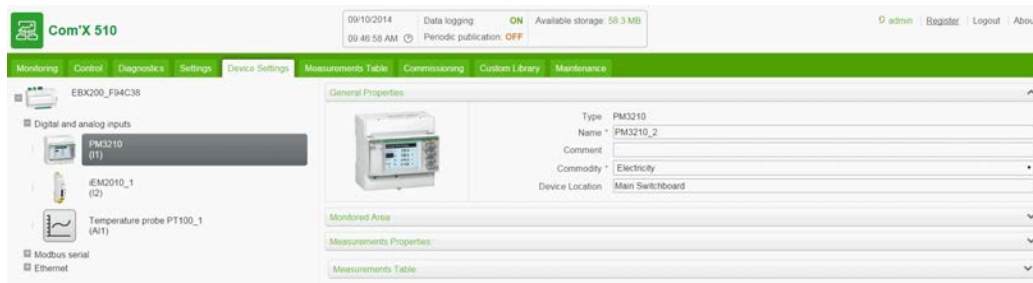 Com'X 510
09/10/2014 Data logging: ON Available storage: 58.3 MB
09:46:58 AM Periodic publication: OFF
admin Register Logout Abou
Monitoring Control Diagnostics Settings Device Settings Measurements Table Commissioning Custom Library Maintenance
EBX200_F94C38
Digital and analog inputs
PM3210
(I1)
iEM2010_1
(I2)
Temperature probe PT100_1
(AI1)
Modbus serial
Ethernet
General Properties
Type PM3210
Name * PM3210_2
Comment
Commodity * Electricity
Device Location Main Switchboard
Monitored Area
Measurements Properties
Measurements Table